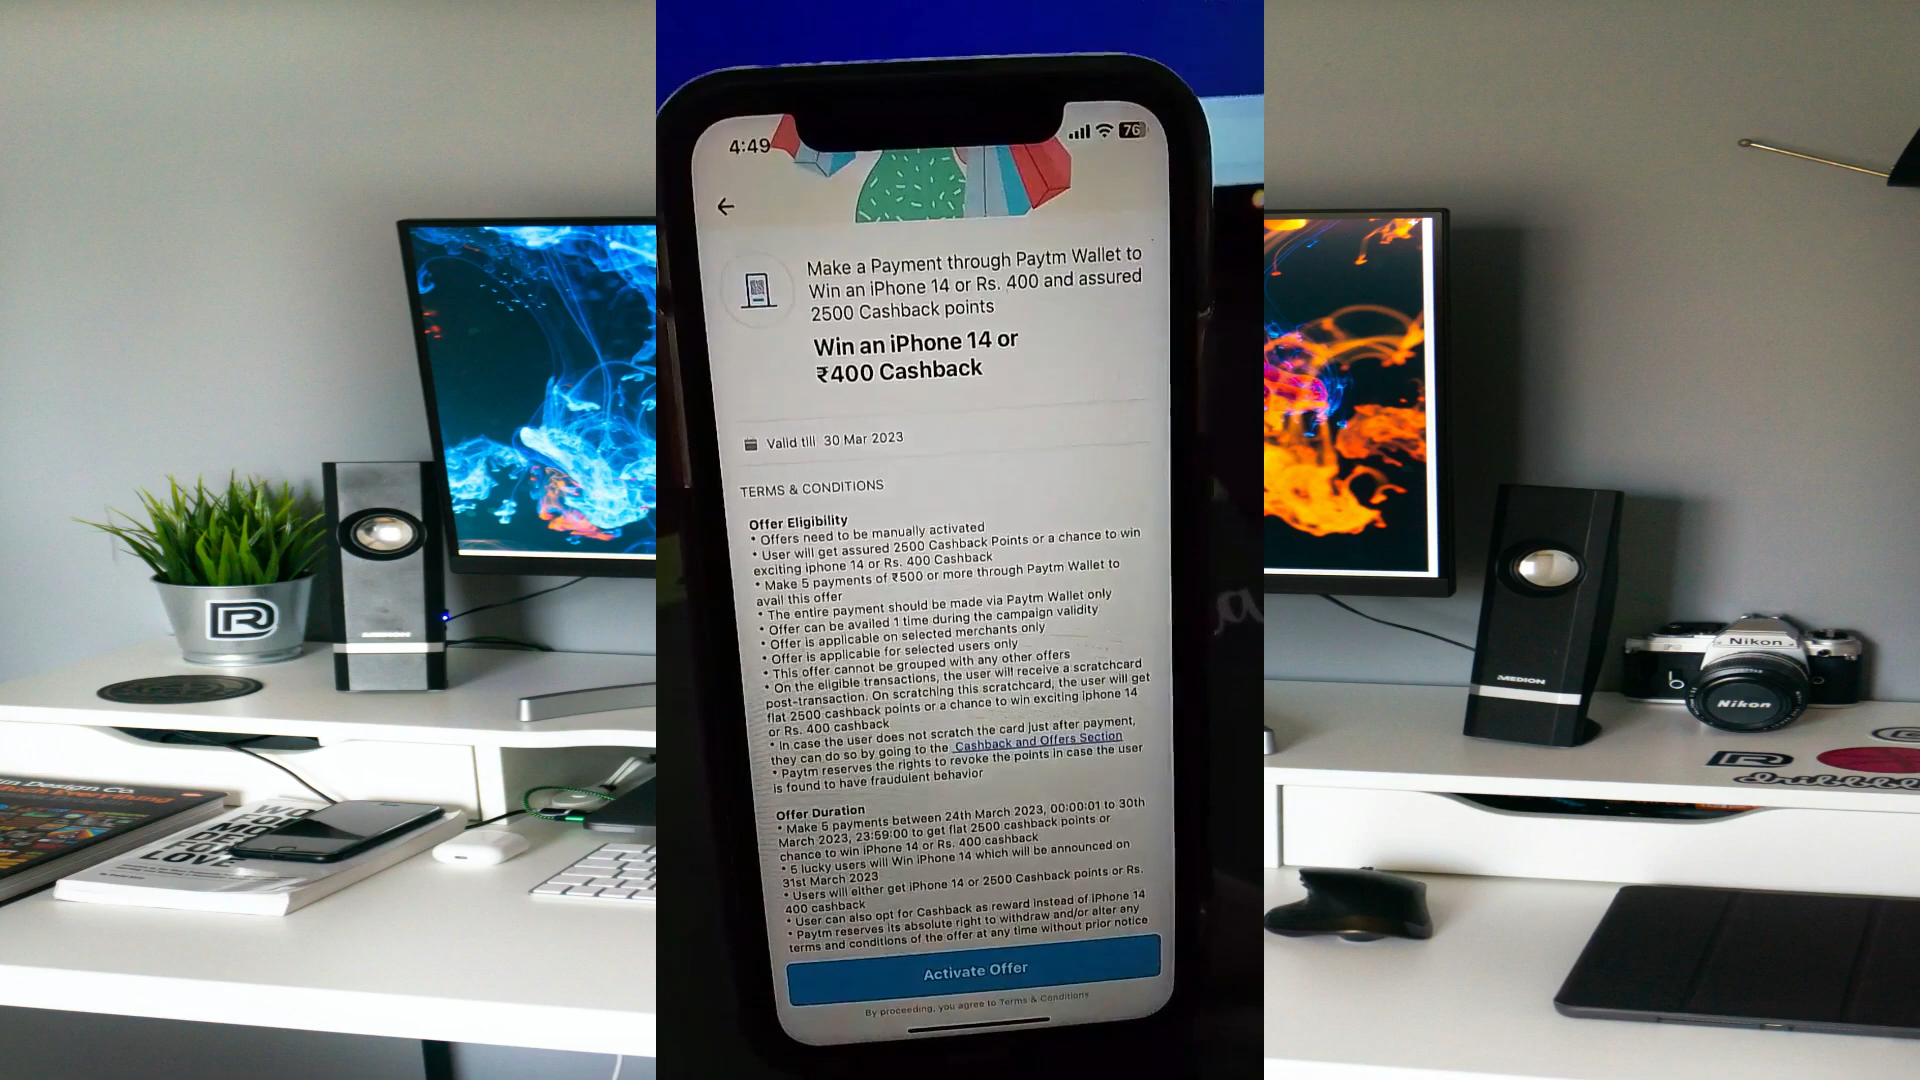 4:49
76
Make a Payment through Paytm Wallet to
Win an iPhone 14 or Rs. 400 and assured
2500 Cashback points
Win an iPhone 14 or
₹400 Cashback
Valid till 30 Mar 2023
TERMS & CONDITIONS
Offer Eligibility
• Offers need to be manually activated
• User will get assured 2500 Cashback Points or a chance to win
exciting iphone 14 or Rs. 400 Cashback
• Make 5 payments of ₹500 or more through Paytm Wallet to
avail this offer
• The entire payment should be made via Paytm Wallet only
• Offer can be availed 1 time during the campaign validity
• Offer is applicable on selected merchants only
• Offer is applicable for selected users only
• This offer cannot be grouped with any other offers
• On the eligible transactions, the user will receive a scratchcard
post-transaction. On scratching this scratchcard, the user will get
flat 2500 cashback points or a chance to win exciting iphone 14
or Rs. 400 cashback
• In case the user does not scratch the card just after payment,
they can do so by going to the Cashback and Offers Section
• Paytm reserves the rights to revoke the points in case the user
is found to have fraudulent behavior
Offer Duration
• Make 5 payments between 24th March 2023, 00:00:01 to 30th
March 2023, 23:59:00 to get flat 2500 cashback points or
chance to win iPhone 14 or Rs. 400 cashback
• 5 lucky users will Win iPhone 14 which will be announced on
31st March 2023
• Users will either get iPhone 14 or 2500 Cashback points or Rs.
400 cashback
• User can also opt for Cashback as reward instead of iPhone 14
• Paytm reserves its absolute right to withdraw and/or alter any
terms and conditions of the offer at any time without prior notice
Activate Offer
By proceeding, you agree to Terms & Conditions
MEDION
MEDION
Nikon
Nikon
dribbble
Design Co.
LOVE